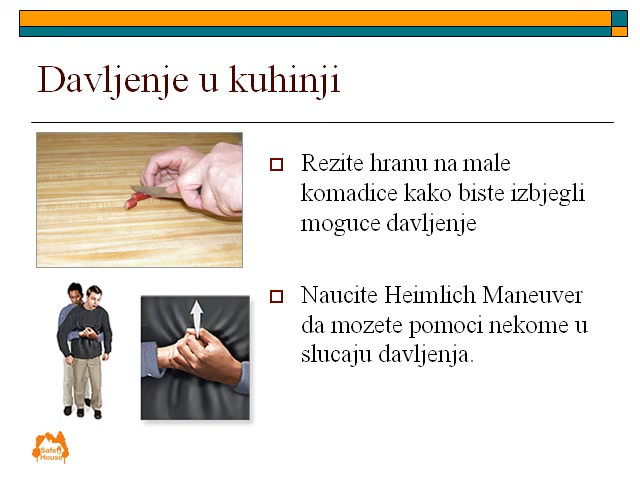 Davljenje u kuhinji
Rezite hranu na male
komadice kako biste izbjegli
moguce davljenje
Naucite Heimlich Maneuver
da mozete pomoci nekome u
slucaju davljenja.
Safe
House